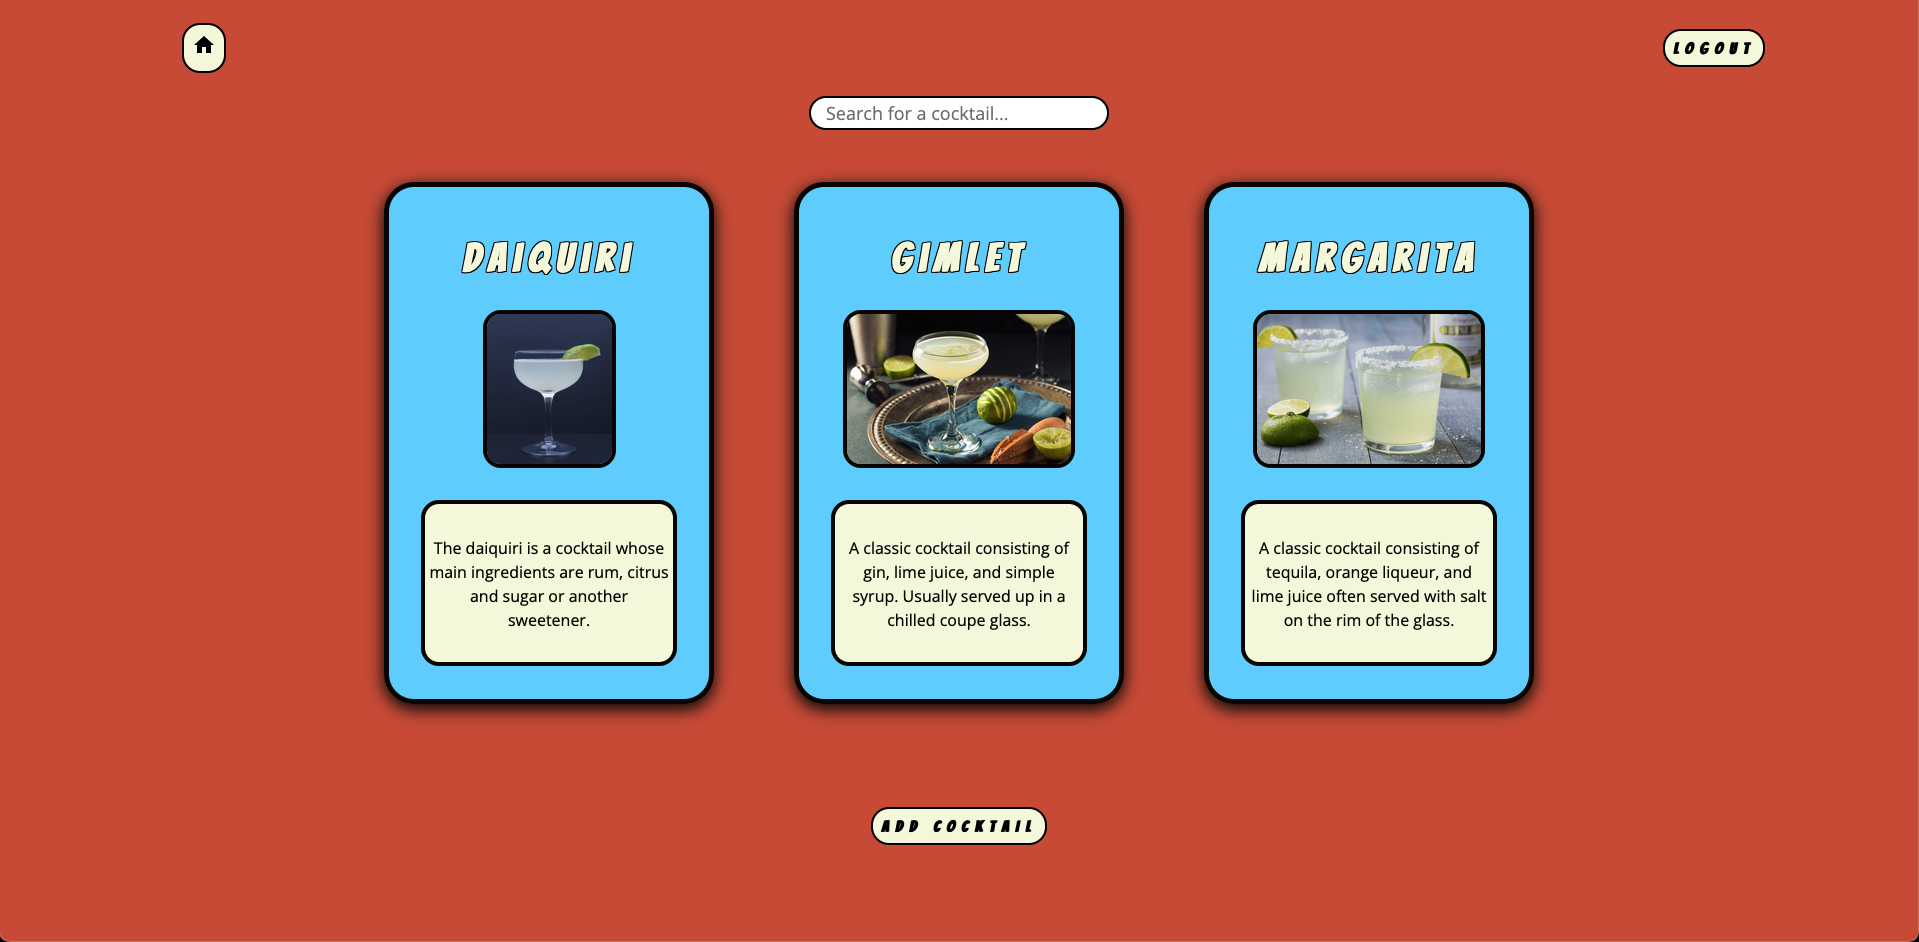 LOGOUT
Search for a cocktail...
DAIQUIRI
The daiquiri is a cocktail whose
main ingredients are rum, citrus
and sugar or another
sweetener.
GIMLET
A classic cocktail consisting of
gin, lime juice, and simple
syrup. Usually served up in a
chilled coupe glass.
MARGARITA
A classic cocktail consisting of
tequila, orange liqueur, and
lime juice often served with salt
on the rim of the glass.
ADD COCKTAIL